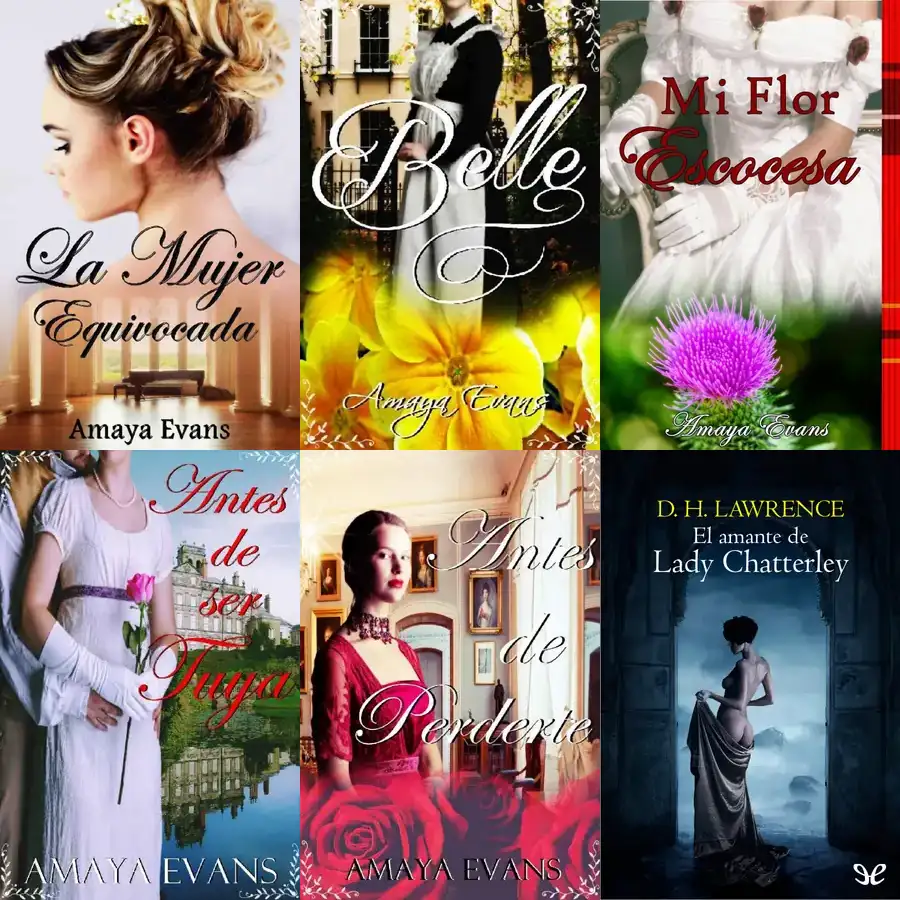 La Mujer
Equivocada
Amaya Evans
Belle
Amaya Evans
Mi Flor
Escocesa
Amaya Evans
Antes
de
ser
Tuya
AMAYA EVANS
Antes
de
Perderte
AMAYA EVANS
D. H. LAWRENCE
El amante de
Lady Chatterley